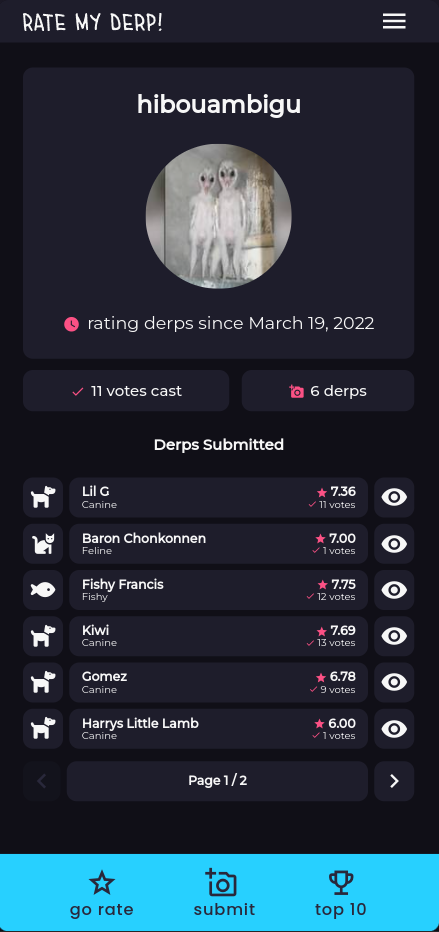 RATE MY DERP!
hibouambigu
rating derps since March 19, 2022
11 votes cast
6 derps
Derps Submitted
Lil G
7.36
Canine
11 votes
Baron Chonkonnen
7.00
Feline
1 votes
Fishy Francis
7.75
Fishy
12 votes
Kiwi
7.69
Canine
13 votes
Gomez
6.78
Canine
9 votes
Harrys Little Lamb
6.00
Canine
1 votes
Page 1 / 2
go rate
submit
top 10